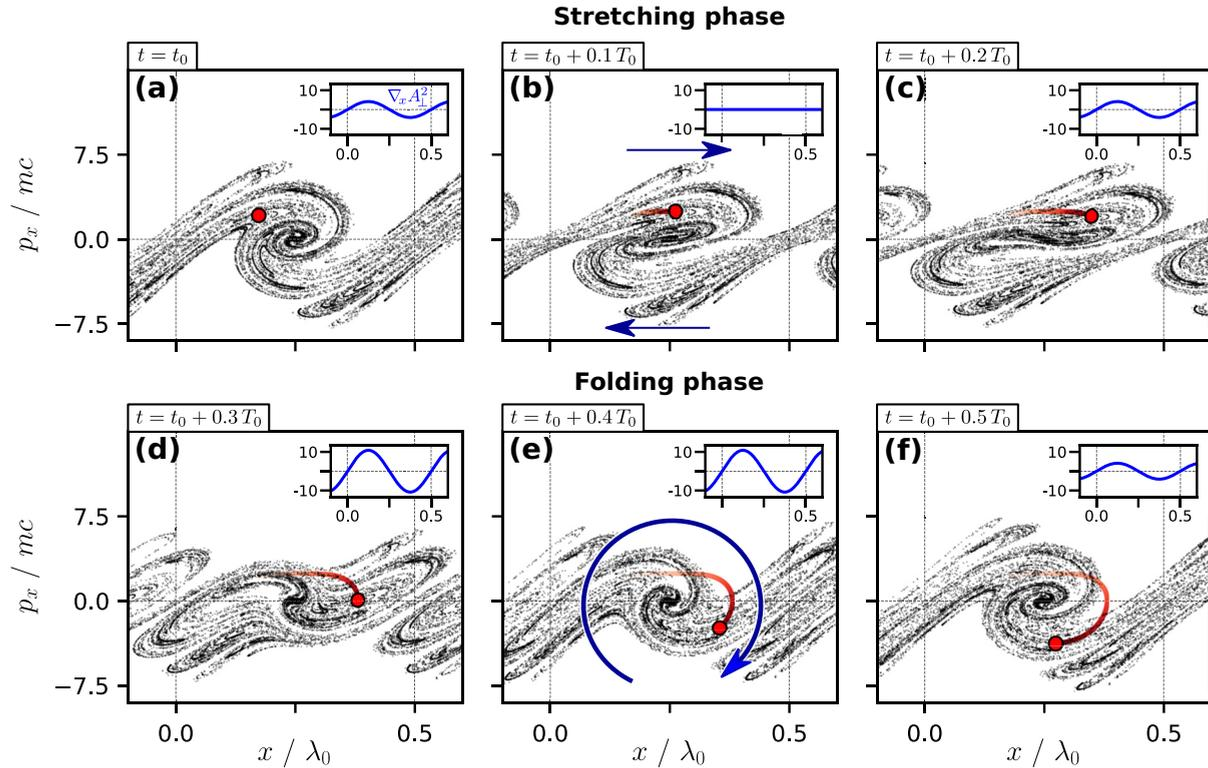 Stretching phase
t = t₀
t = t₀ + 0.1 T₀
t = t₀ + 0.2 T₀
(a)
10
-10
∇ₓA²⊥
0.0
0.5
(b)
10
-10
0.5
(c)
10
-10
0.0
0.5
pₓ / mc
7.5
0.0
−7.5
Folding phase
t = t₀ + 0.3 T₀
t = t₀ + 0.4 T₀
t = t₀ + 0.5 T₀
(d)
10
-10
0.0
0.5
(e)
10
-10
0.5
(f)
10
-10
0.0
0.5
pₓ / mc
7.5
0.0
−7.5
0.0
0.5
0.0
0.5
0.0
0.5
x / λ₀
x / λ₀
x / λ₀